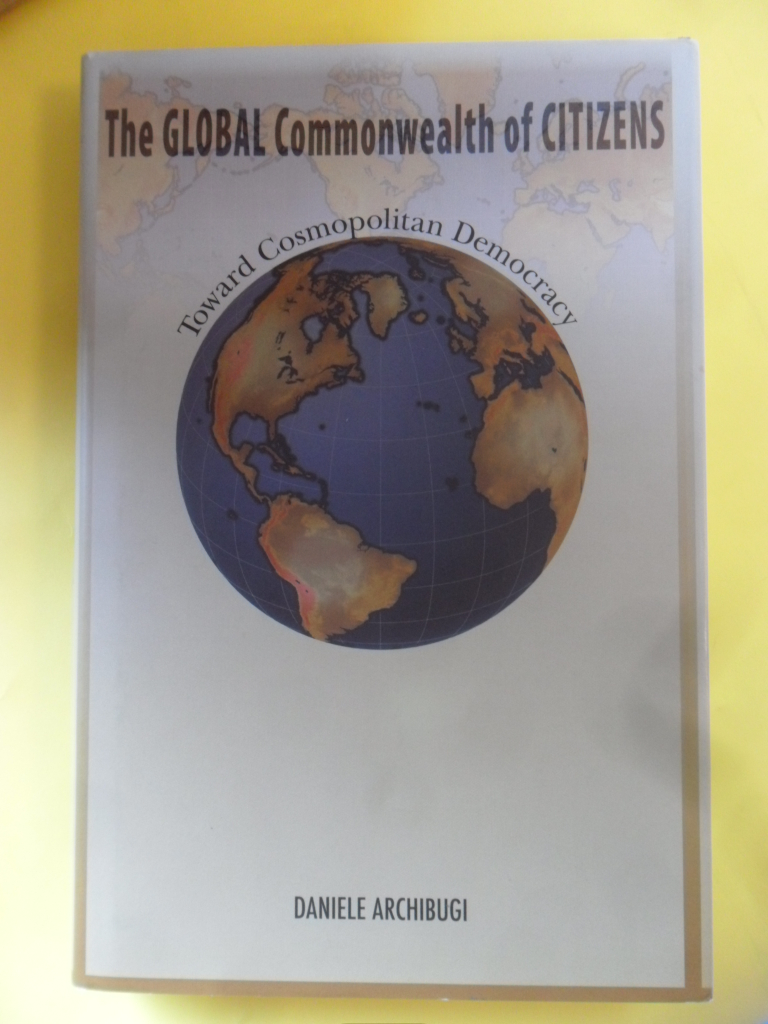 The GLOBAL Commonwealth of CITIZENS
Toward Cosmopolitan Democracy
DANIELE ARCHIBUGI